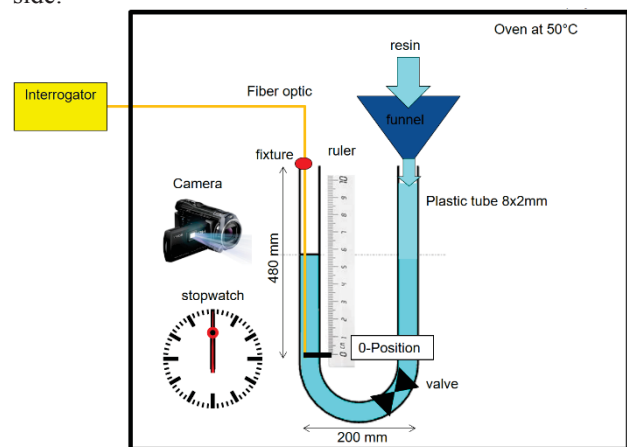 side.
Oven at 50°C
resin
Interrogator
Fiber optic
funnel
fixture
ruler
Camera
Plastic tube 8x2mm
480 mm
stopwatch
0-Position
valve
200 mm